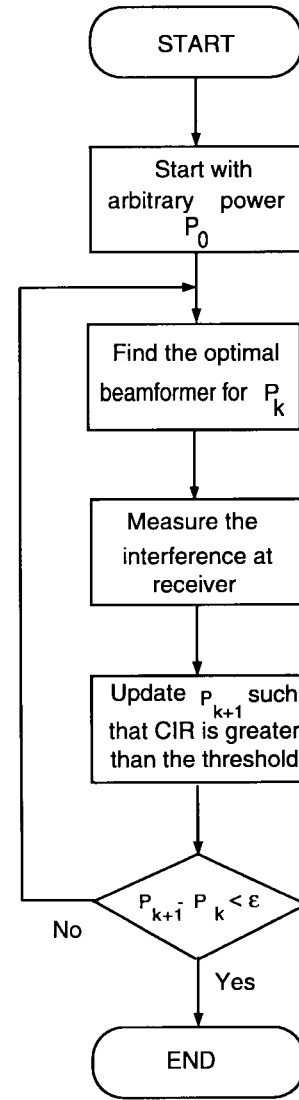 START
Start with
arbitrary power
P0
Find the optimal
beamformer for Pk
Measure the
interference at
receiver
Update Pk+1 such
that CIR is greater
than the threshold
Pk+1 - Pk < ε
No
Yes
END